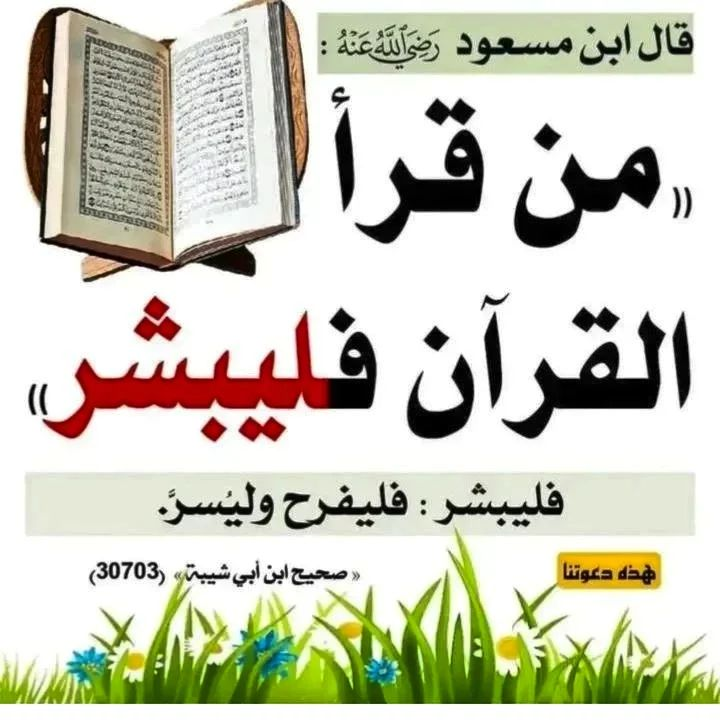 قال ابن مسعود رَضِيَ اللَّهُ عَنْهُ :
«من قرأ
القرآن فليبشر»
فليبشر : فليفرح وليُسرَّ.
هذه دعوتنا
« صحيح ابن أبي شيبة » (30703)